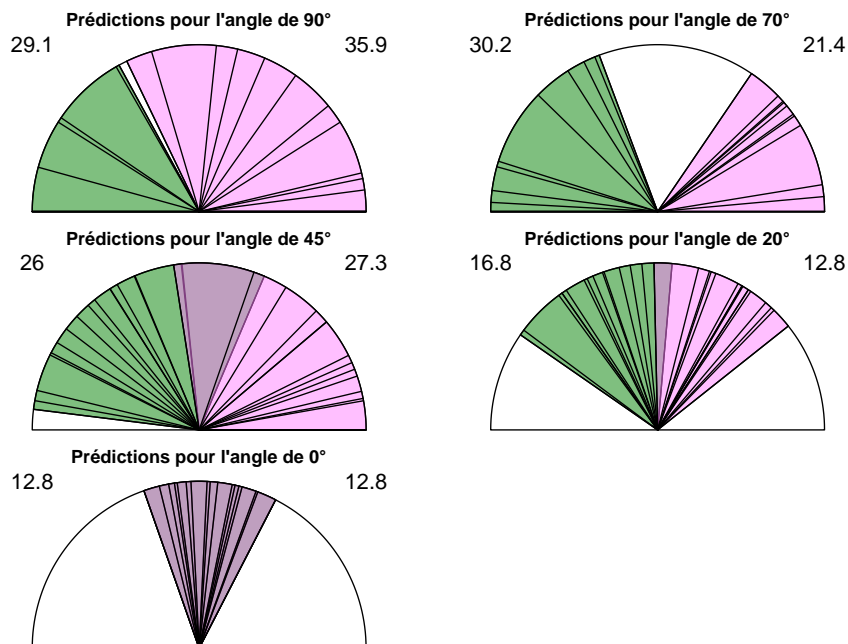 Prédictions pour l'angle de 90°
29.1
35.9
Prédictions pour l'angle de 70°
30.2
21.4
Prédictions pour l'angle de 45°
26
27.3
Prédictions pour l'angle de 20°
16.8
12.8
Prédictions pour l'angle de 0°
12.8
12.8